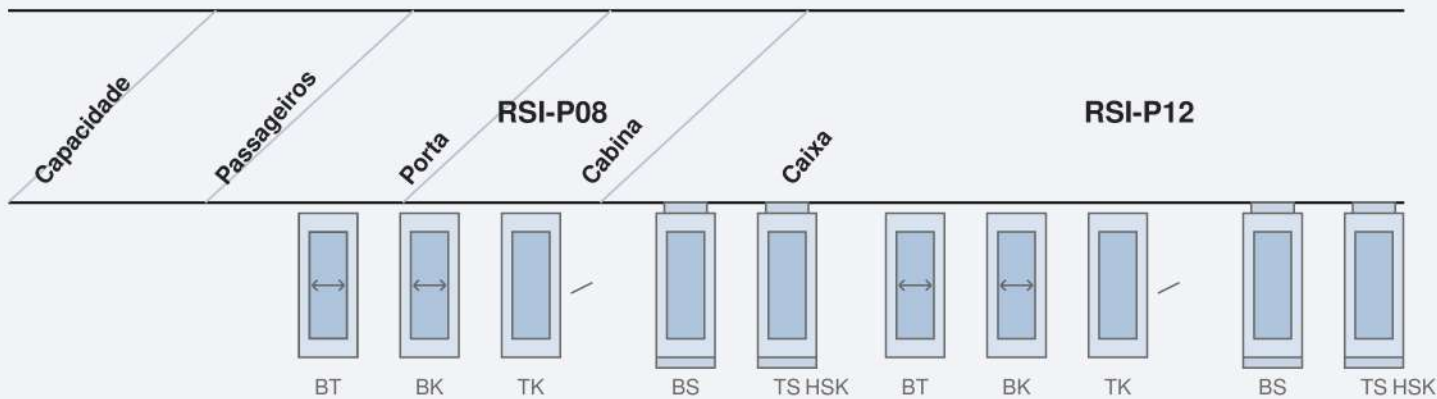 Capacidade
Passageiros
Porta
Cabina
Caixa
RSI-P08
RSI-P12
BT BK TK BS TS HSK BT BK TK BS TS HSK